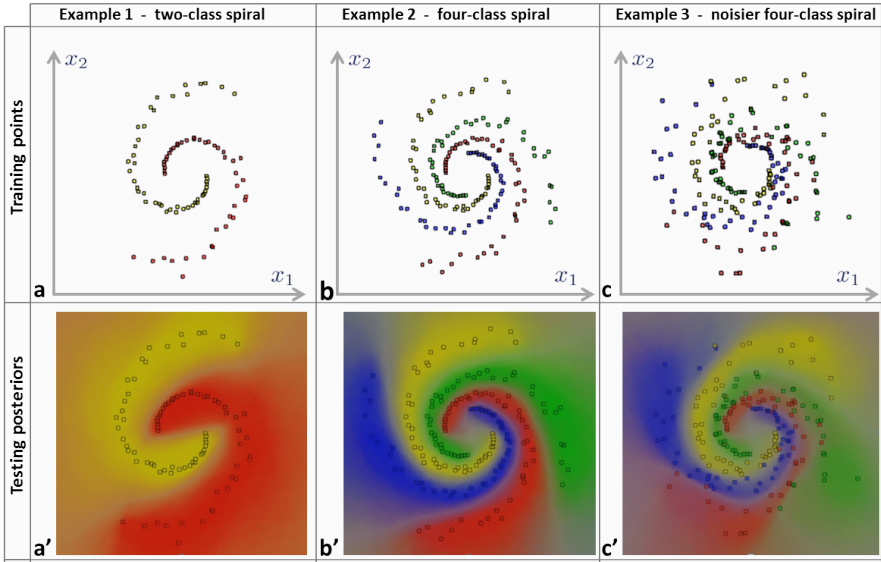 Example 1 - two-class spiral
Example 2 - four-class spiral
Example 3 - noisier four-class spiral
Training points
x₂
x₁
a
x₂
x₁
b
x₂
x₁
c
Testing posteriors
a′
b′
c′